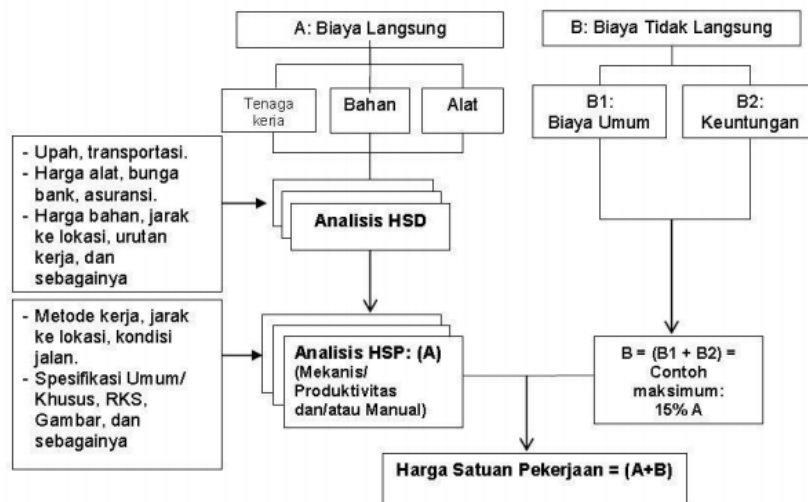 A: Biaya Langsung
B: Biaya Tidak Langsung
Tenaga
kerja
Bahan
Alat
B1:
Biaya Umum
B2:
Keuntungan
- Upah, transportasi.
- Harga alat, bunga
bank, asuransi.
- Harga bahan, jarak
ke lokasi, urutan
kerja, dan
sebagainya
Analisis HSD
- Metode kerja, jarak
ke lokasi, kondisi
jalan.
- Spesifikasi Umum/
Khusus, RKS,
Gambar, dan
sebagainya
Analisis HSP: (A)
(Mekanis/
Produktivitas
dan/atau Manual)
B = (B1 + B2) =
Contoh
maksimum:
15% A
Harga Satuan Pekerjaan = (A+B)